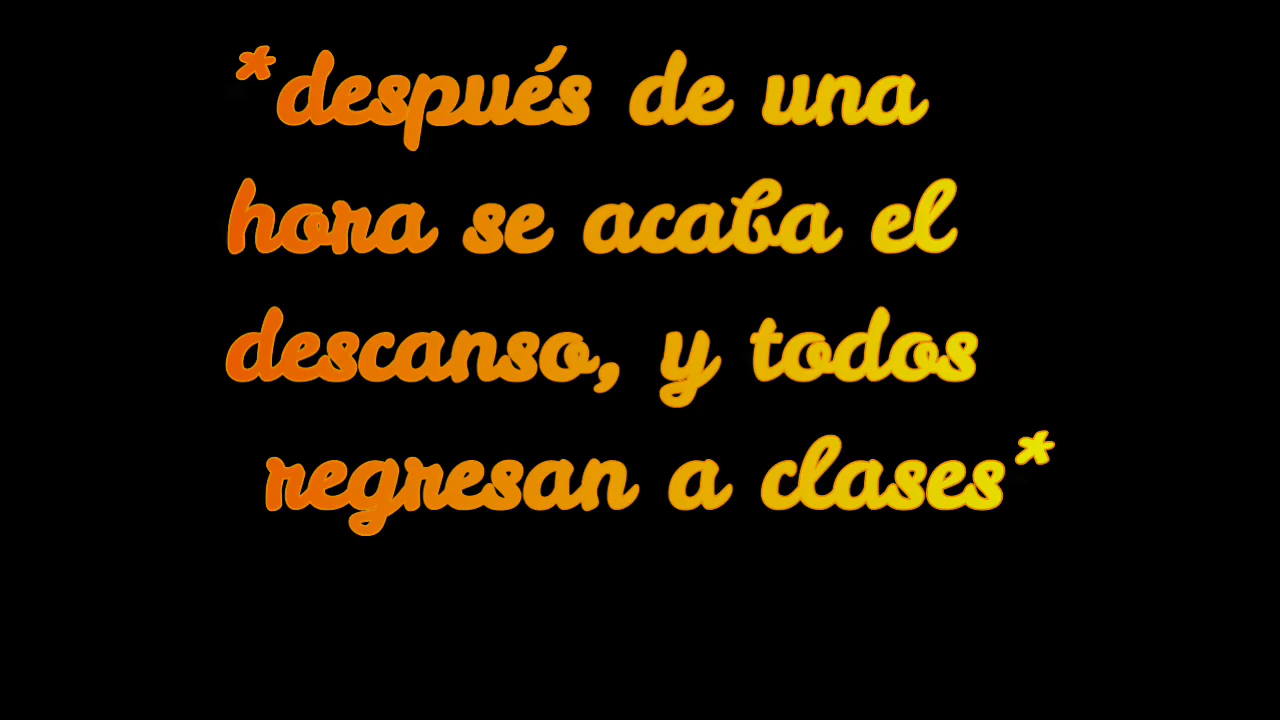 *después de una
hora se acaba el
descanso, y todos
regresan a clases*